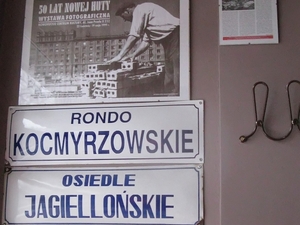 50 LAT NOWEJ HUTY
WYSTAWA FOTOGRAFICZNA
RONDO
KOCMYRZOWSKIE
OSIEDLE
JAGIELLOŃSKIE